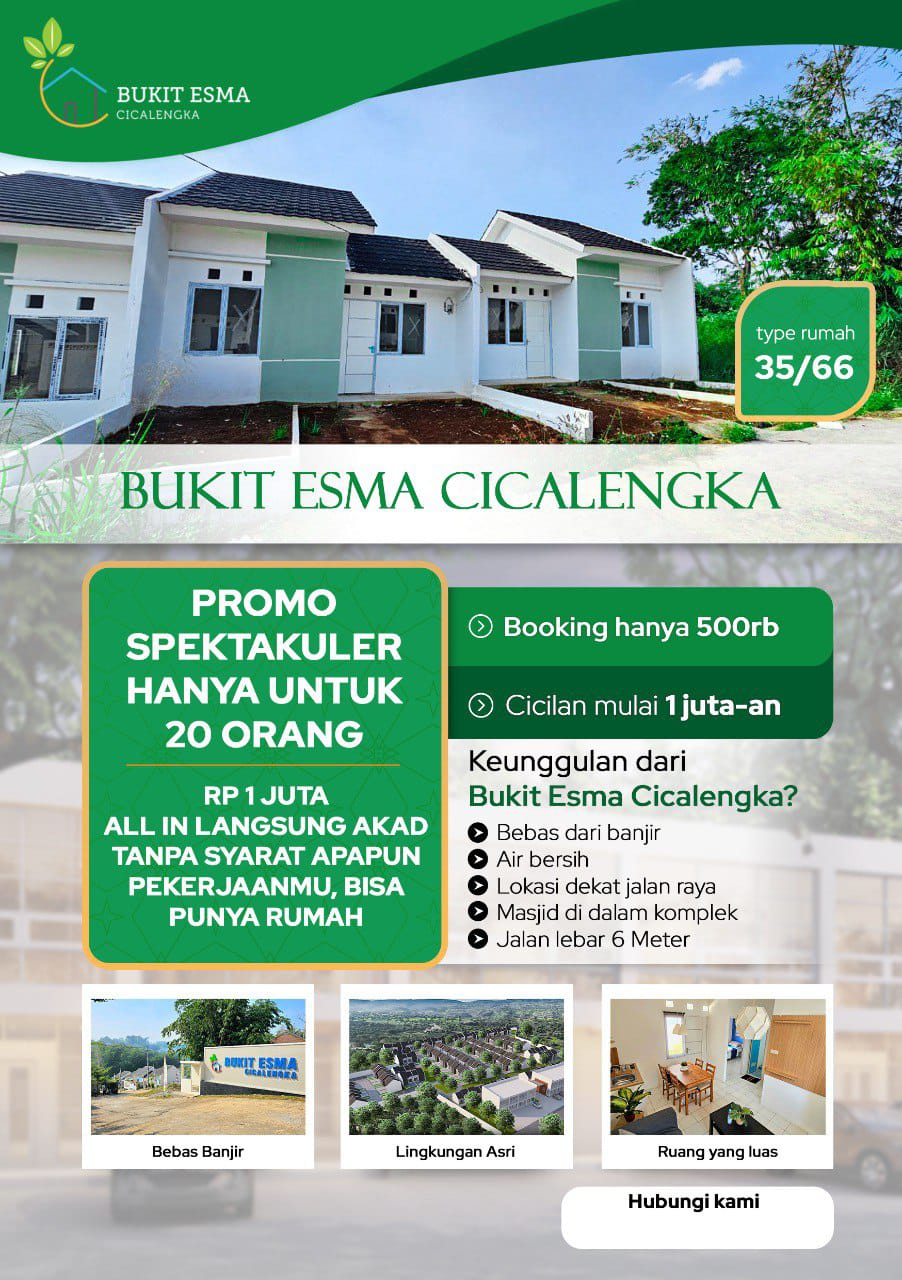 BUKIT ESMA
CICALENGKA
type rumah
35/66
BUKIT ESMA CICALENGKA
PROMO
SPEKTAKULER
HANYA UNTUK
20 ORANG
RP 1 JUTA
ALL IN LANGSUNG AKAD
TANPA SYARAT APAPUN
PEKERJAANMU, BISA
PUNYA RUMAH
Booking hanya 500rb
Cicilan mulai 1 juta-an
Keunggulan dari
Bukit Esma Cicalengka?
Bebas dari banjir
Air bersih
Lokasi dekat jalan raya
Masjid di dalam komplek
Jalan lebar 6 Meter
BUKIT ESMA
CICALENGKA
Bebas Banjir
Lingkungan Asri
Ruang yang luas
Hubungi kami